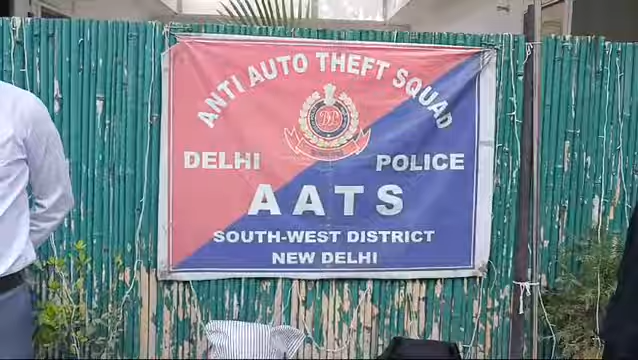 ANTI AUTO THEFT SQUAD
DELHI POLICE
AATS
SOUTH-WEST DISTRICT
NEW DELHI